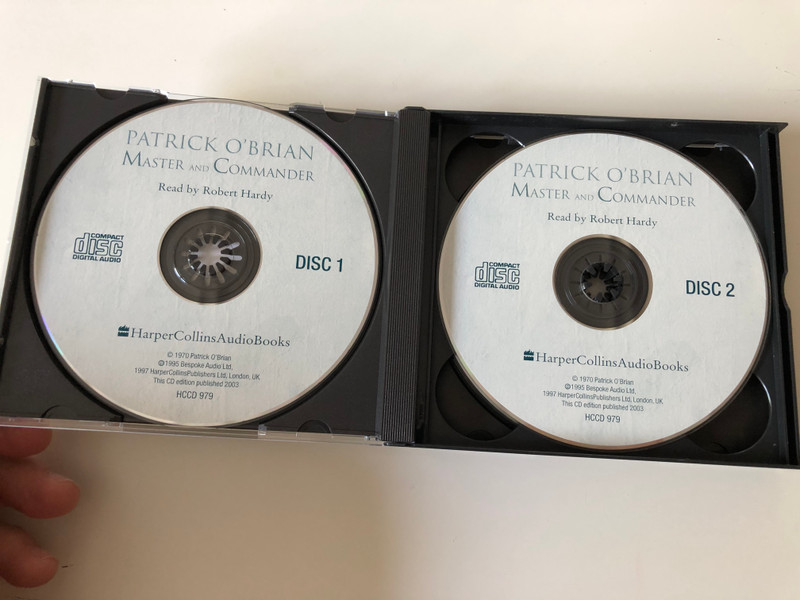 PATRICK O'BRIAN
MASTER AND COMMANDER
Read by Robert Hardy
COMPACT
disc
DIGITAL AUDIO
DISC 1
HarperCollinsAudioBooks
© 1970 Patrick O'Brian
℗1995 Bespoke Audio Ltd,
1997 HarperCollinsPublishers Ltd, London, UK
This CD edition published 2003
HCCD 979
PATRICK O'BRIAN
MASTER AND COMMANDER
Read by Robert Hardy
COMPACT
disc
DIGITAL AUDIO
DISC 2
HarperCollinsAudioBooks
© 1970 Patrick O'Brian
℗1995 Bespoke Audio Ltd,
1997 HarperCollinsPublishers Ltd, London, UK
This CD edition published 2003
HCCD 979